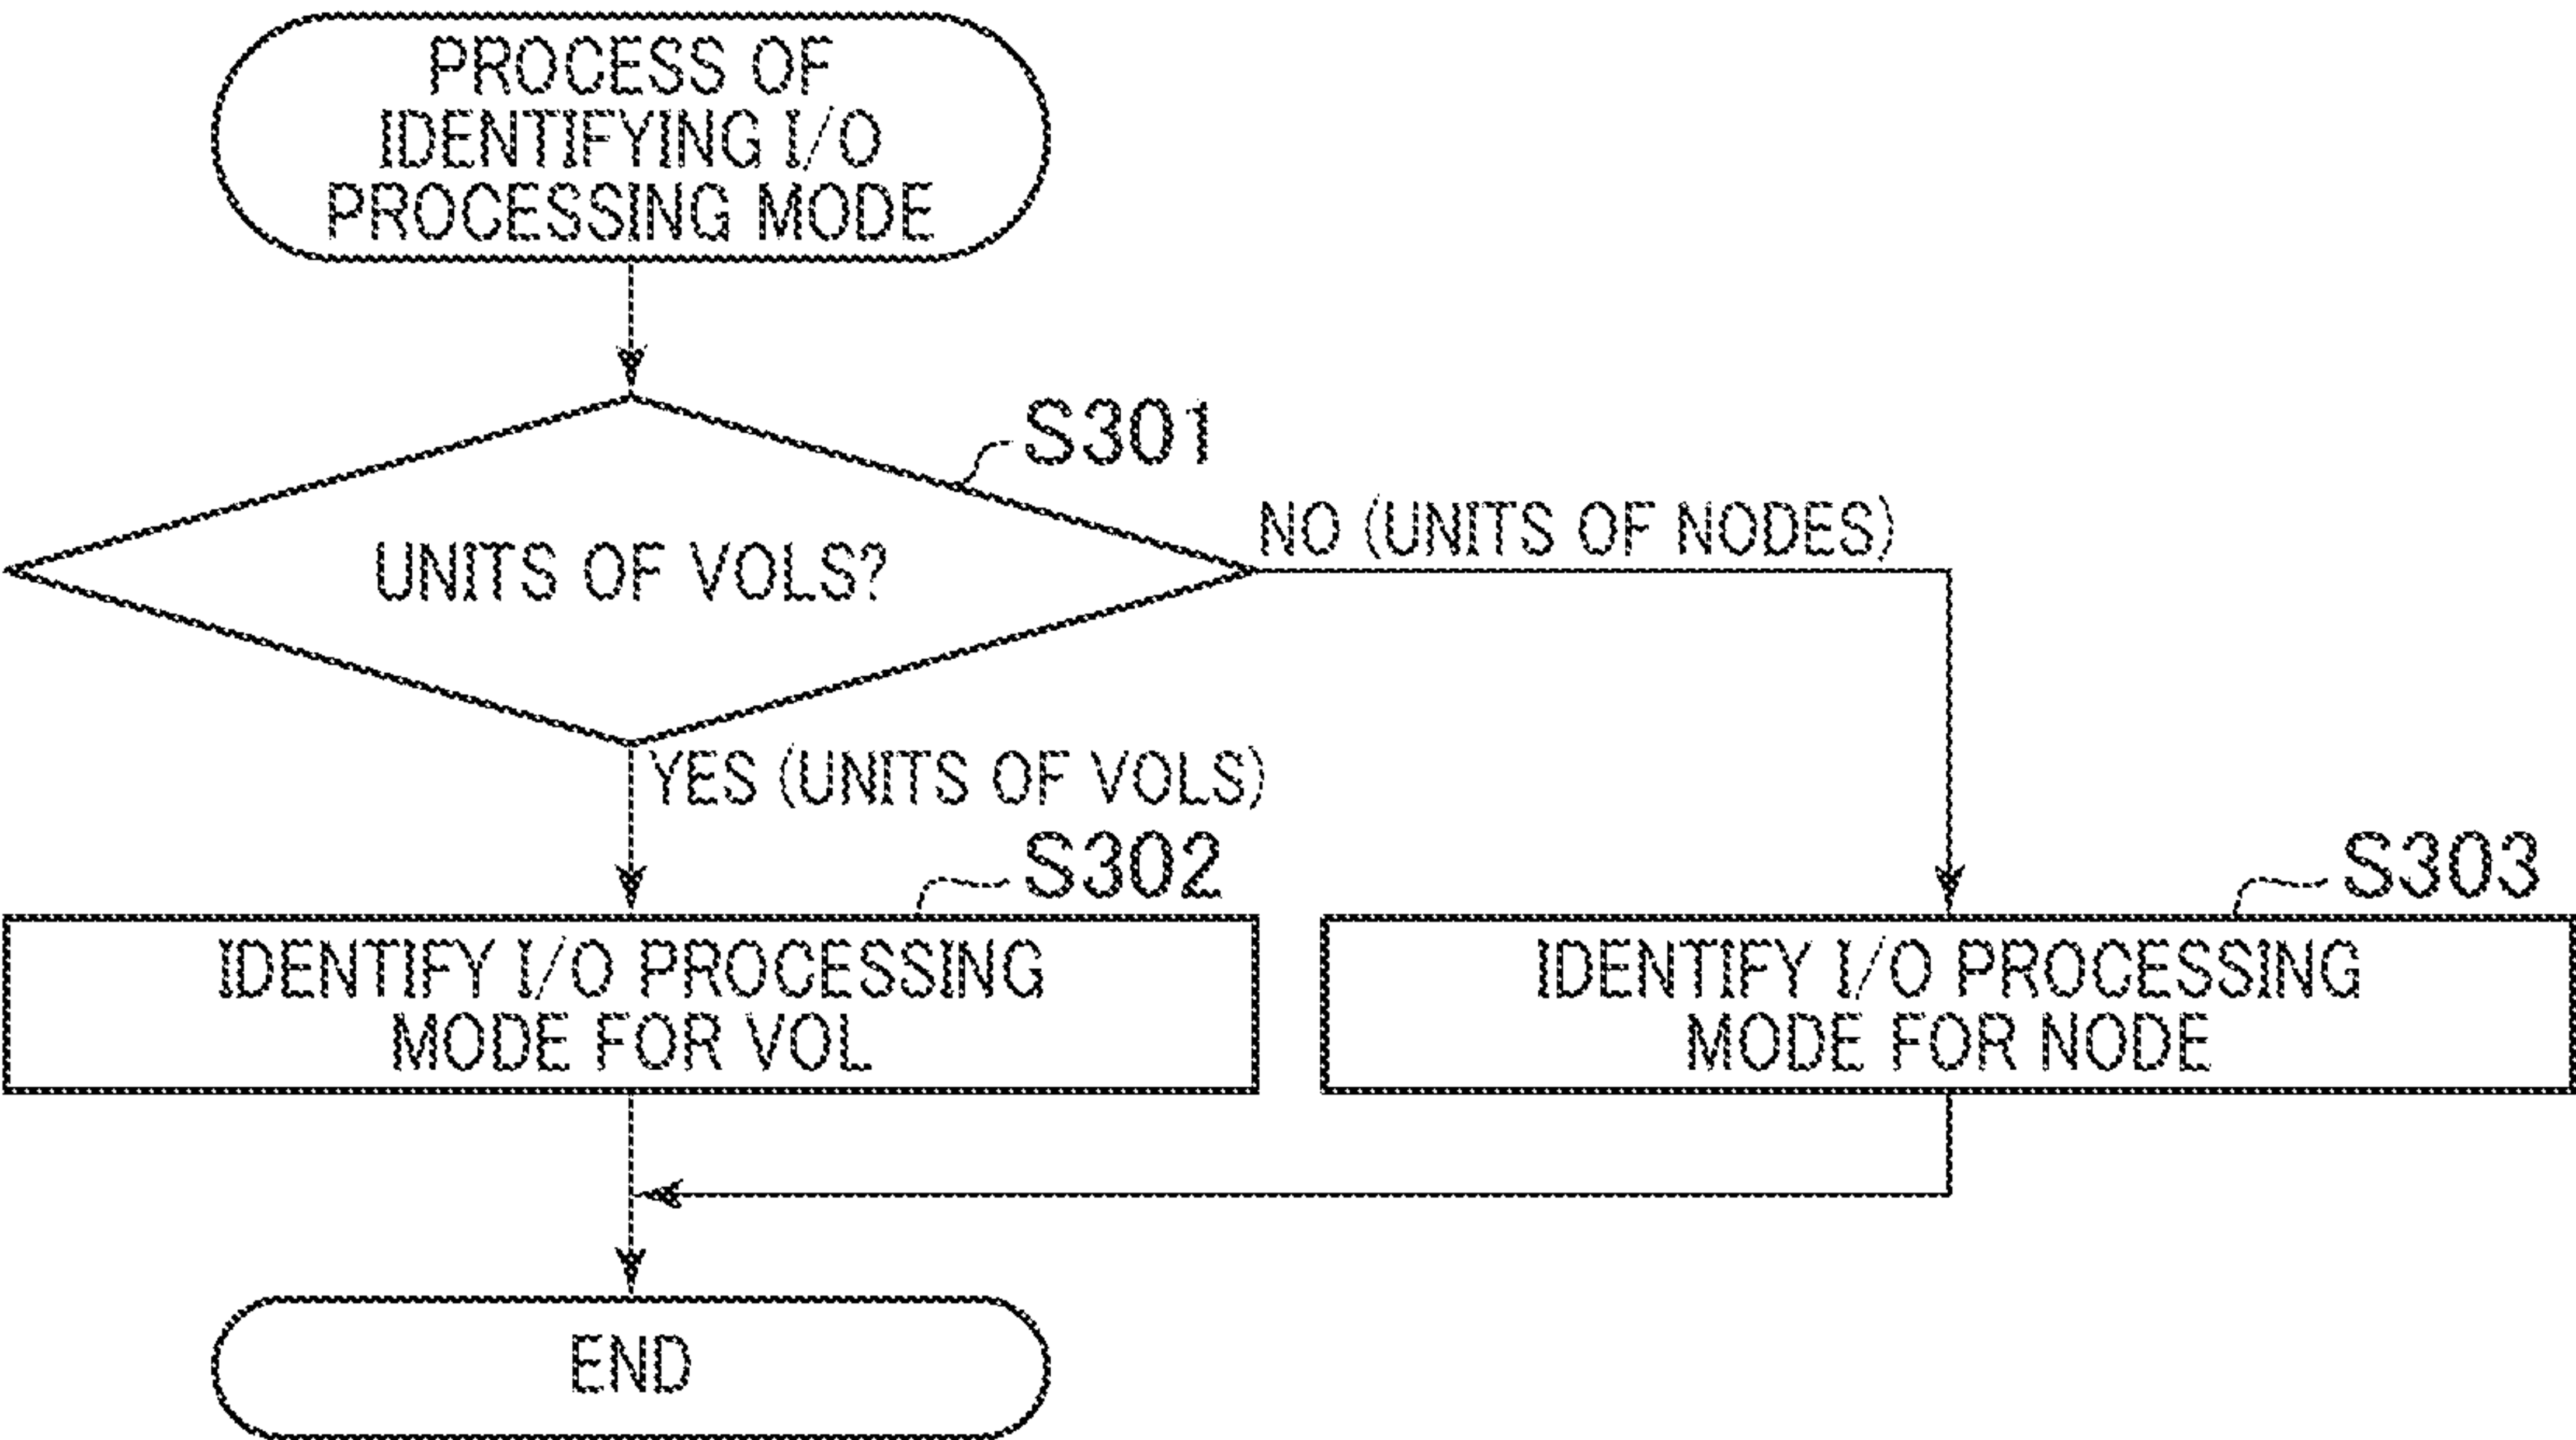 PROCESS OF
IDENTIFYING I/O
PROCESSING MODE
S301
UNITS OF VOLS?
NO (UNITS OF NODES)
YES (UNITS OF VOLS)
S302
IDENTIFY I/O PROCESSING
MODE FOR VOL
S303
IDENTIFY I/O PROCESSING
MODE FOR NODE
END